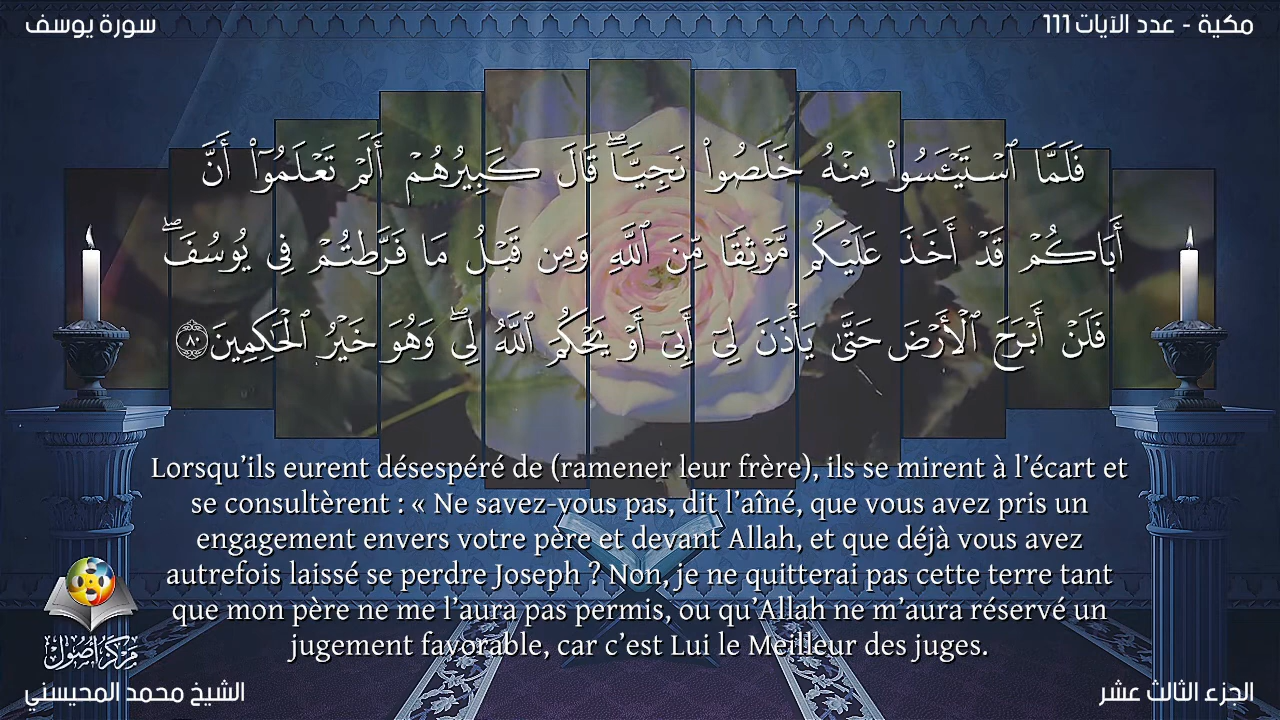 مكية - عدد الآيات 111
سورة يوسف
فَلَمَّا ٱسْتَيْـَٔسُوا۟ مِنْهُ خَلَصُوا۟ نَجِيًّۭا ۖ قَالَ كَبِيرُهُمْ أَلَمْ تَعْلَمُوٓا۟ أَنَّ
أَبَاكُمْ قَدْ أَخَذَ عَلَيْكُم مَّوْثِقًۭا مِّنَ ٱللَّهِ وَمِن قَبْلُ مَا فَرَّطتُمْ فِى يُوسُفَ ۖ
فَلَنْ أَبْرَحَ ٱلْأَرْضَ حَتَّىٰ يَأْذَنَ لِىٓ أَبِىٓ أَوْ يَحْكُمَ ٱللَّهُ لِى ۖ وَهُوَ خَيْرُ ٱلْحَـٰكِمِينَ ٨٠
Lorsqu’ils eurent désespéré de (ramener leur frère), ils se mirent à l’écart et
se consultèrent : « Ne savez-vous pas, dit l’aîné, que vous avez pris un
engagement envers votre père et devant Allah, et que déjà vous avez
autrefois laissé se perdre Joseph ? Non, je ne quitterai pas cette terre tant
que mon père ne me l’aura pas permis, ou qu’Allah ne m’aura réservé un
jugement favorable, car c’est Lui le Meilleur des juges.
مركز أصول
الجزء الثالث عشر
الشيخ محمد المحيسني